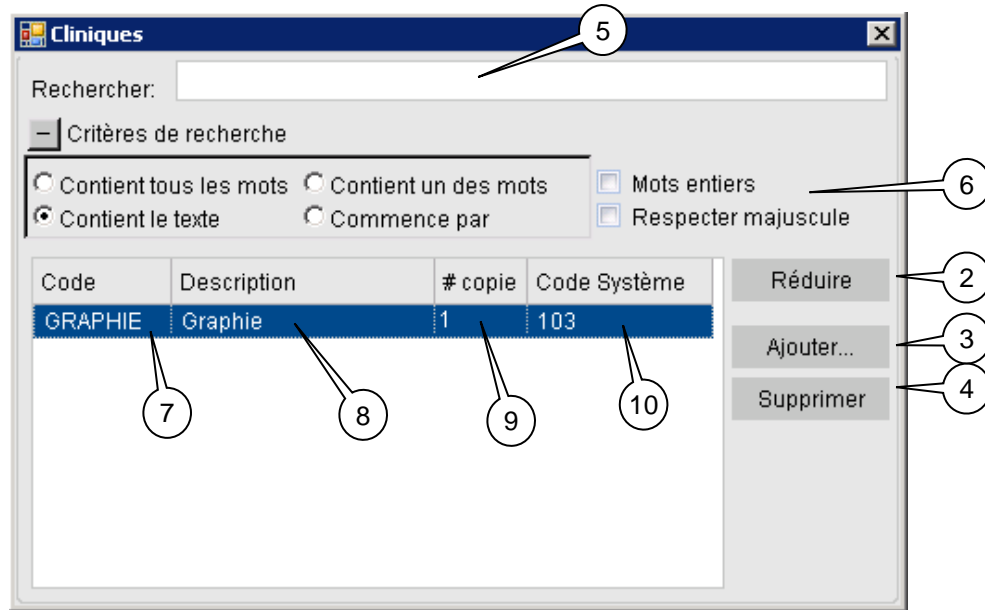 Cliniques
5
Rechercher:
– Critères de recherche
Contient tous les mots Contient un des mots Mots entiers
6
Contient le texte Commence par Respecter majuscule
Code Description # copie Code Système Réduire
2
GRAPHIE Graphie 1 103
Ajouter...
3
Supprimer
4
7 8 9 10